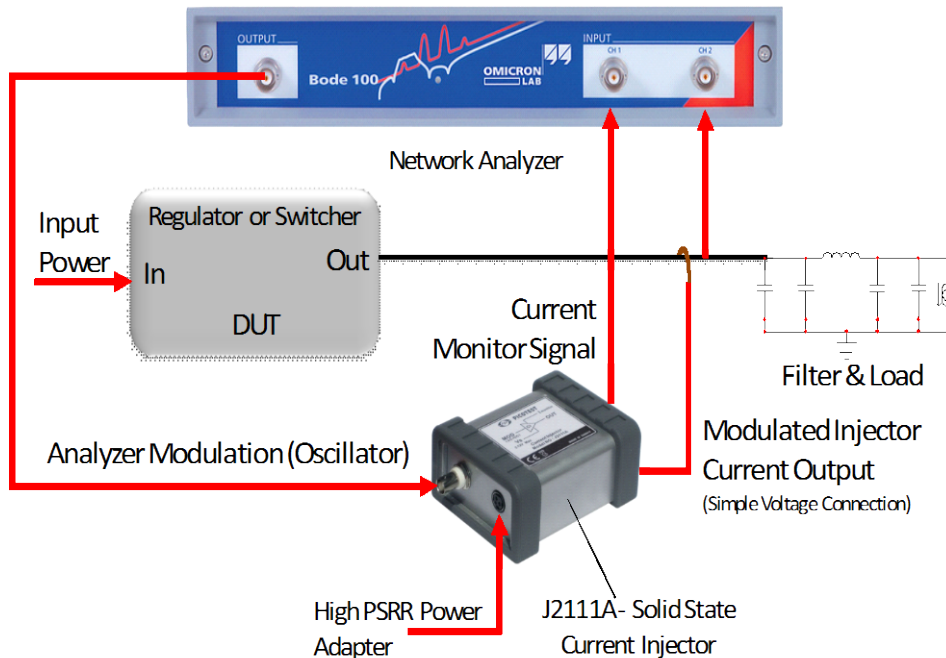 OUTPUT
INPUT
CH 1
CH 2
Bode 100
OMICRON
LAB
Network Analyzer
Input
Power
Regulator or Switcher
In
Out
DUT
Current
Monitor Signal
Filter & Load
Analyzer Modulation (Oscillator)
Modulated Injector
Current Output
(Simple Voltage Connection)
PICOTEST
High PSRR Power
Adapter
J2111A - Solid State
Current Injector